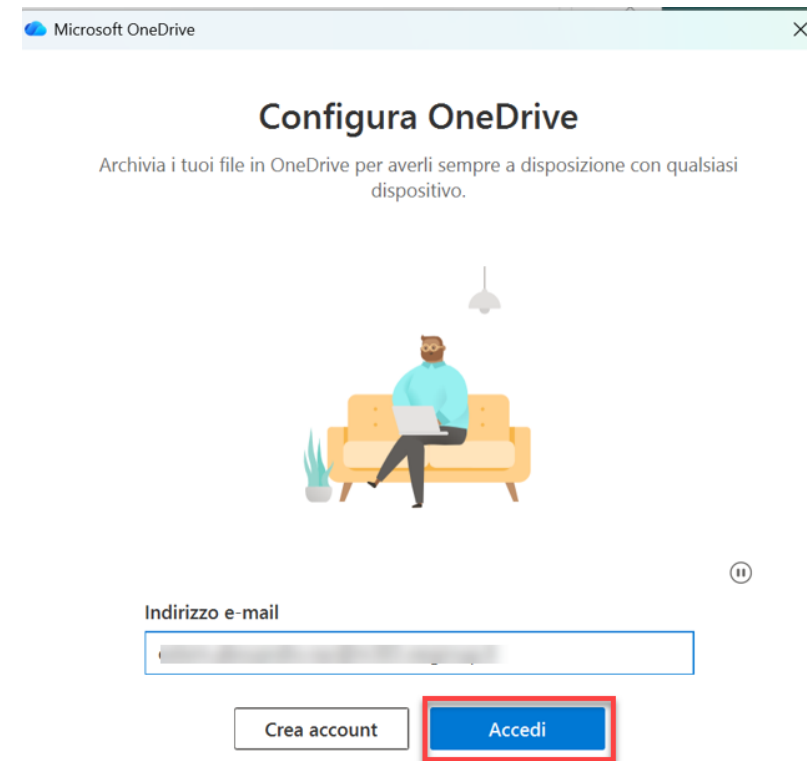 Microsoft OneDrive
Configura OneDrive
Archivia i tuoi file in OneDrive per averli sempre a disposizione con qualsiasi
dispositivo.
Indirizzo e-mail
Crea account
Accedi